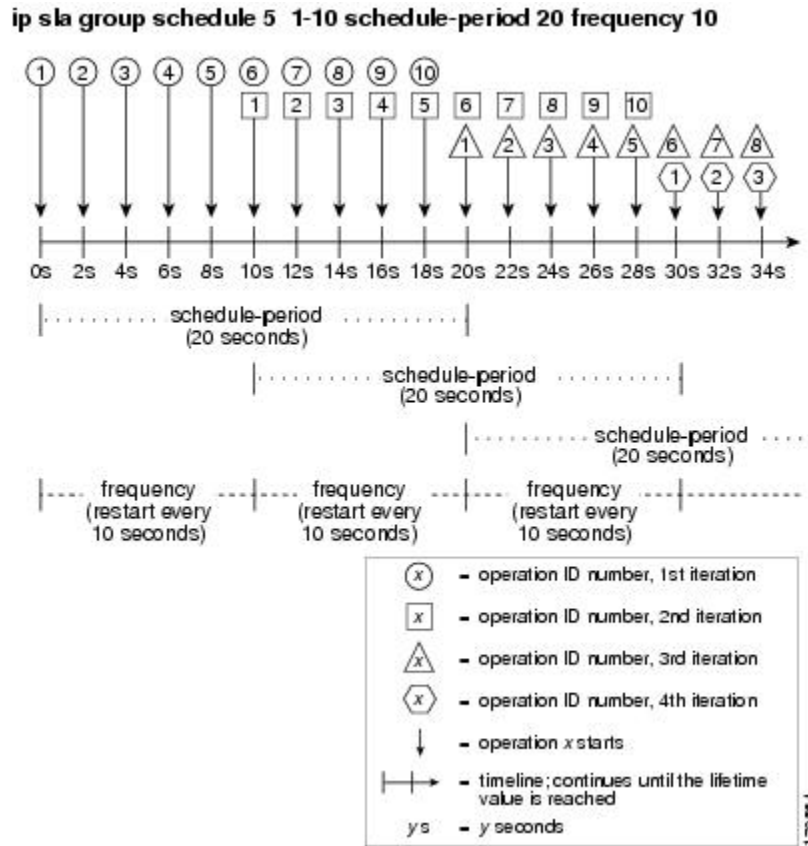 ip sla group schedule 5 1-10 schedule-period 20 frequency 10
1 2 3 4 5 6 7 8 9 10
1 2 3 4 5 6 7 8 9 10
1 2 3 4 5 6 7 8
1 2 3
0s 2s 4s 6s 8s 10s 12s 14s 16s 18s 20s 22s 24s 26s 28s 30s 32s 34s
schedule-period
(20 seconds)
schedule-period
(20 seconds)
schedule-period
(20 seconds)
frequency
(restart every
10 seconds)
frequency
(restart every
10 seconds)
frequency
(restart every
10 seconds)
x = operation ID number, 1st iteration
x = operation ID number, 2nd iteration
x = operation ID number, 3rd iteration
x = operation ID number, 4th iteration
= operation x starts
= timeline; continues until the lifetime
value is reached
y s = y seconds